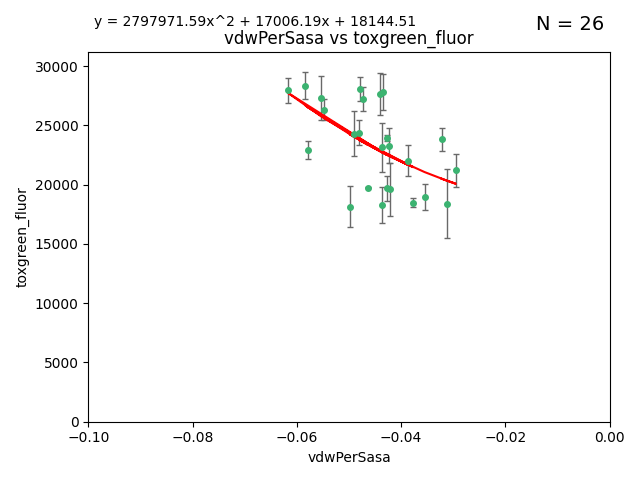 y = 2797971.59x^2 + 17006.19x + 18144.51
N = 26
vdwPerSasa vs toxgreen_fluor
30000
25000
20000
15000
10000
5000
0
toxgreen_fluor
−0.10 −0.08 −0.06 −0.04 −0.02 0.00
vdwPerSasa